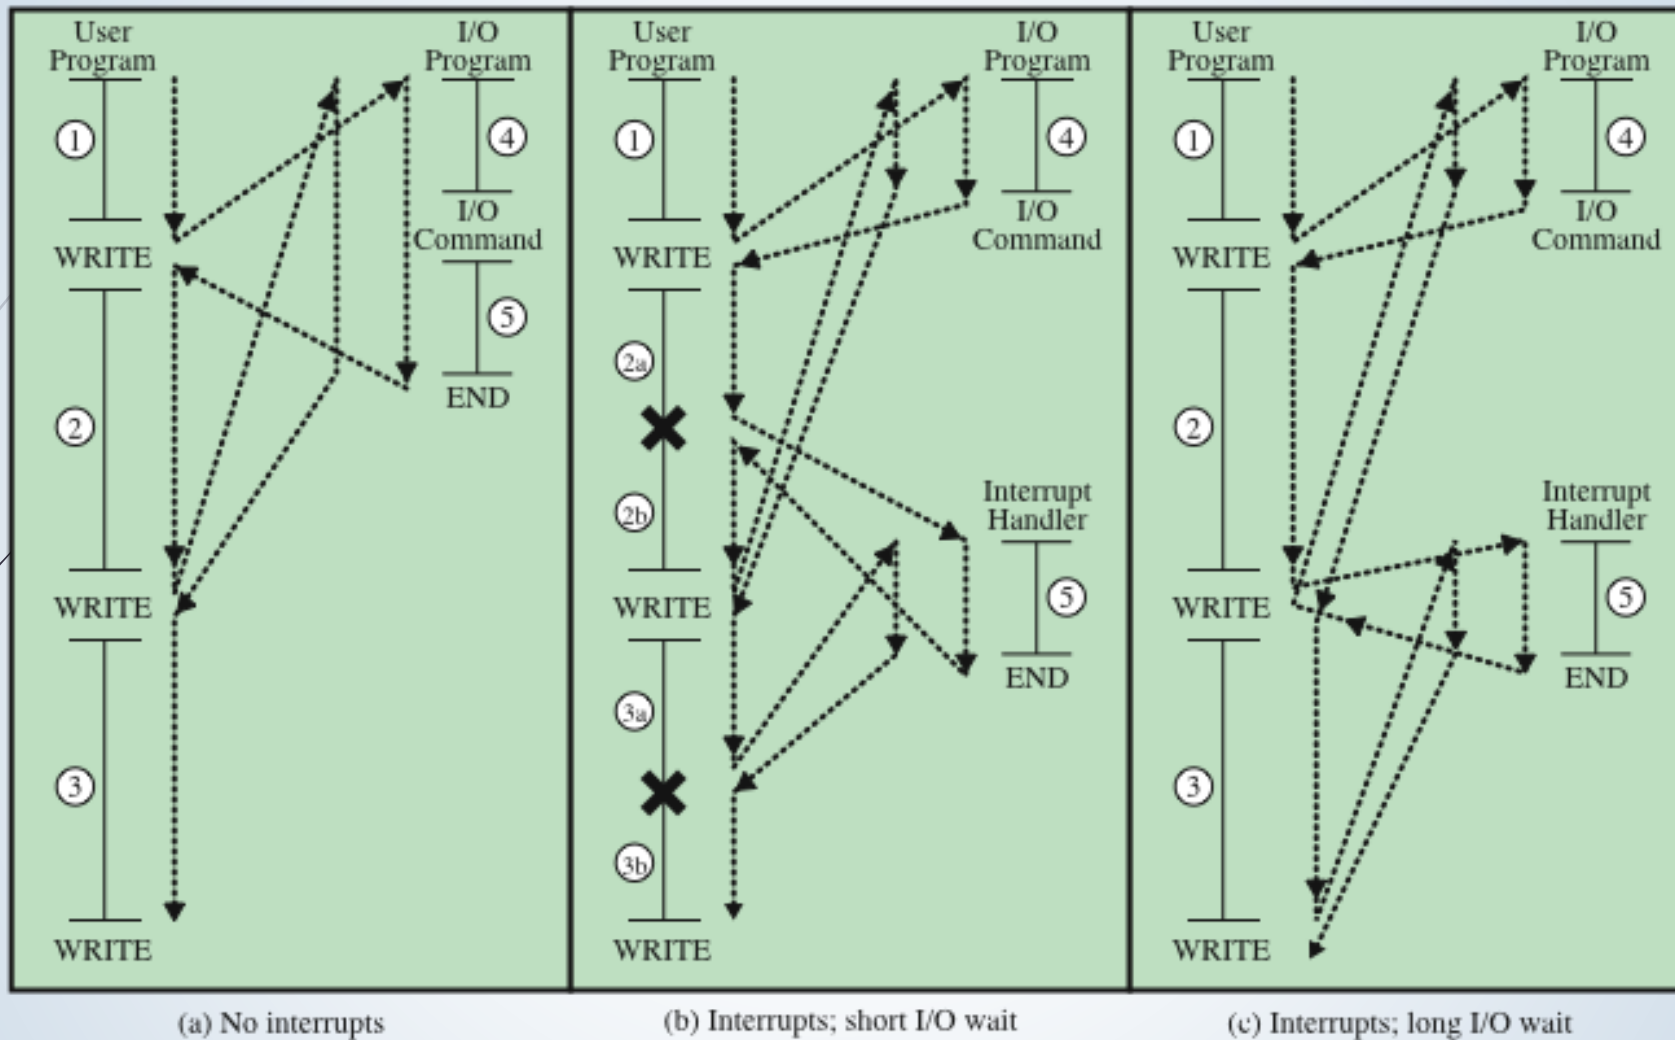 User
Program
I/O
Program
1
4
I/O
Command
WRITE
5
2
END
WRITE
3
WRITE
(a) No interrupts
User
Program
I/O
Program
1
4
I/O
Command
WRITE
2a
2b
Interrupt
Handler
5
WRITE
END
3a
3b
WRITE
(b) Interrupts; short I/O wait
User
Program
I/O
Program
1
4
I/O
Command
WRITE
2
Interrupt
Handler
5
WRITE
END
3
WRITE
(c) Interrupts; long I/O wait